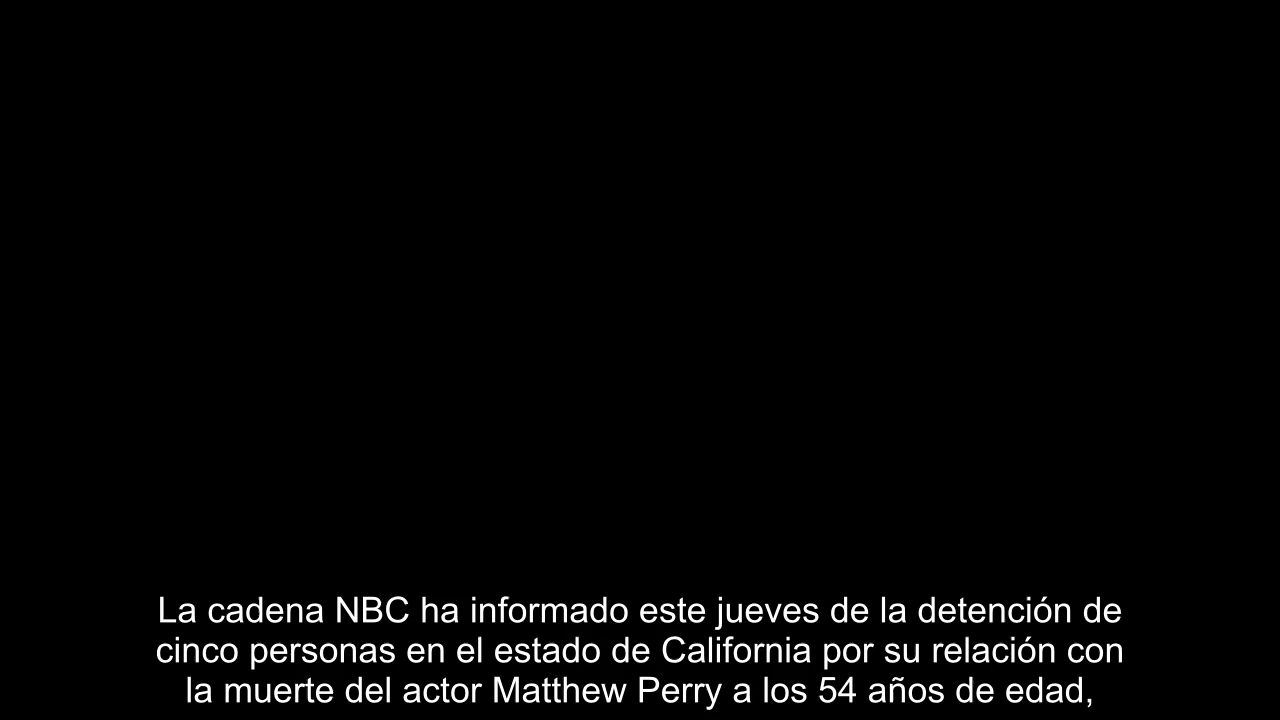 La cadena NBC ha informado este jueves de la detención de
cinco personas en el estado de California por su relación con
la muerte del actor Matthew Perry a los 54 años de edad,